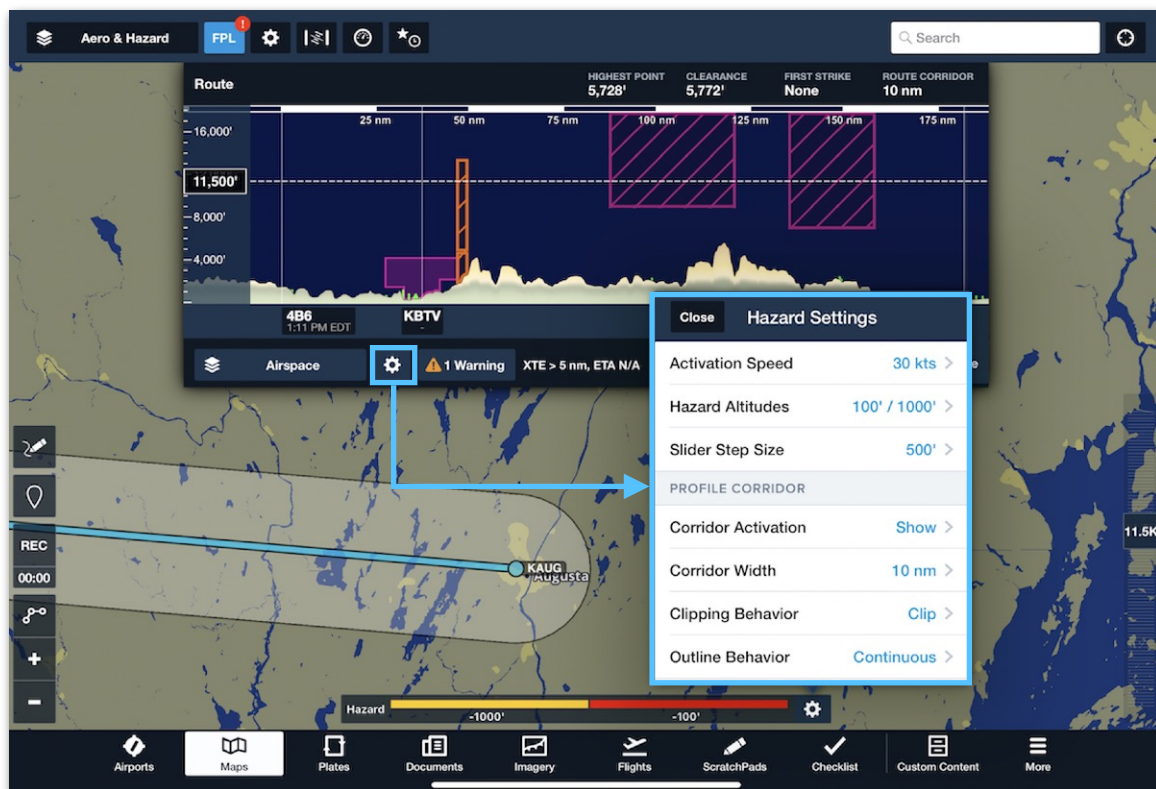 Aero & Hazard
FPL
!
Search
Route
HIGHEST POINT
5,728'
CLEARANCE
5,772'
FIRST STRIKE
None
ROUTE CORRIDOR
10 nm
25 nm 50 nm 75 nm 100 nm 125 nm 150 nm 175 nm
16,000'
11,500'
8,000'
4,000'
4B6
1:11 PM EDT
KBTV
-
Airspace
1 Warning
XTE > 5 nm, ETA N/A
Close
Hazard Settings
Activation Speed 30 kts >
Hazard Altitudes 100' / 1000' >
Slider Step Size 500' >
PROFILE CORRIDOR
Corridor Activation Show >
Corridor Width 10 nm >
Clipping Behavior Clip >
Outline Behavior Continuous >
REC
00:00
+
−
KAUG
Augusta
11.5K
Hazard
-1000'
-100'
Airports
Maps
Plates
Documents
Imagery
Flights
ScratchPads
Checklist
Custom Content
More